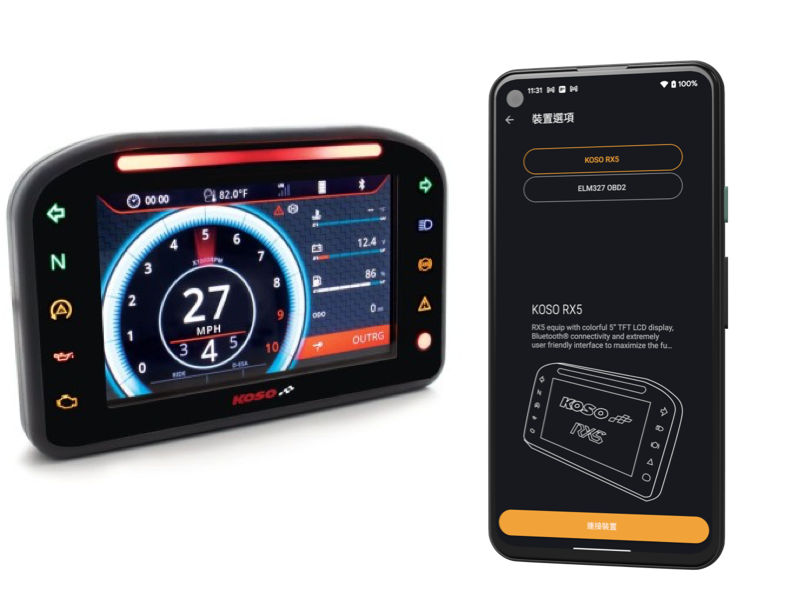 00:00
82.0°F
0
1
2
3
4
5
6
7
8
9
10
X1000RPM
27
MPH
3 4 5
12.4 V
86 %
ODO 0
OUTRG
N
ABS
KOSO
11:31
100%
裝置選項
KOSO RX5
ELM327 OBD2
KOSO RX5
RX5 equip with colorful 5" TFT LCD display,
Bluetooth® connectivity and extremely
user friendly interface to maximize the fu...
N
KOSO
RX5
連接裝置